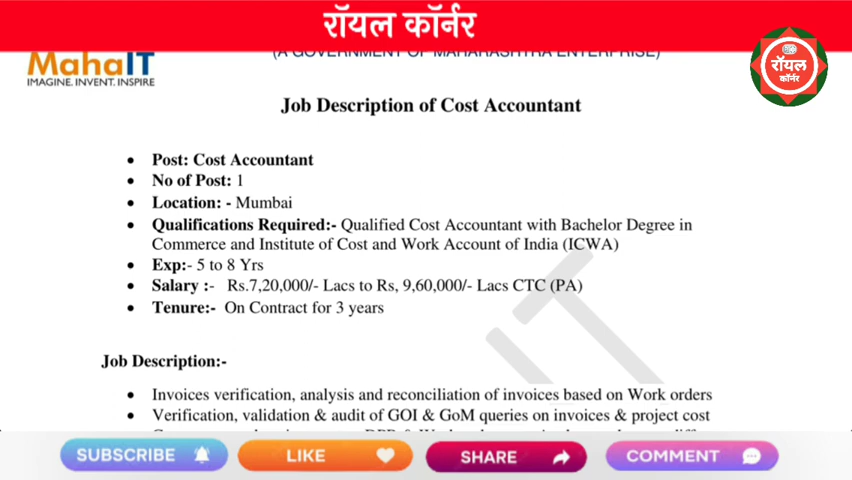 रॉयल कॉर्नर
(A GOVERNMENT OF MAHARASHTRA ENTERPRISE)
MahaIT
IMAGINE. INVENT. INSPIRE
रॉयल
कॉर्नर
Job Description of Cost Accountant
• Post: Cost Accountant
• No of Post: 1
• Location: - Mumbai
• Qualifications Required:- Qualified Cost Accountant with Bachelor Degree in
Commerce and Institute of Cost and Work Account of India (ICWA)
• Exp:- 5 to 8 Yrs
• Salary :- Rs.7,20,000/- Lacs to Rs, 9,60,000/- Lacs CTC (PA)
• Tenure:- On Contract for 3 years
IT
Job Description:-
• Invoices verification, analysis and reconciliation of invoices based on Work orders
• Verification, validation & audit of GOI & GoM queries on invoices & project cost
SUBSCRIBE
LIKE
SHARE
COMMENT